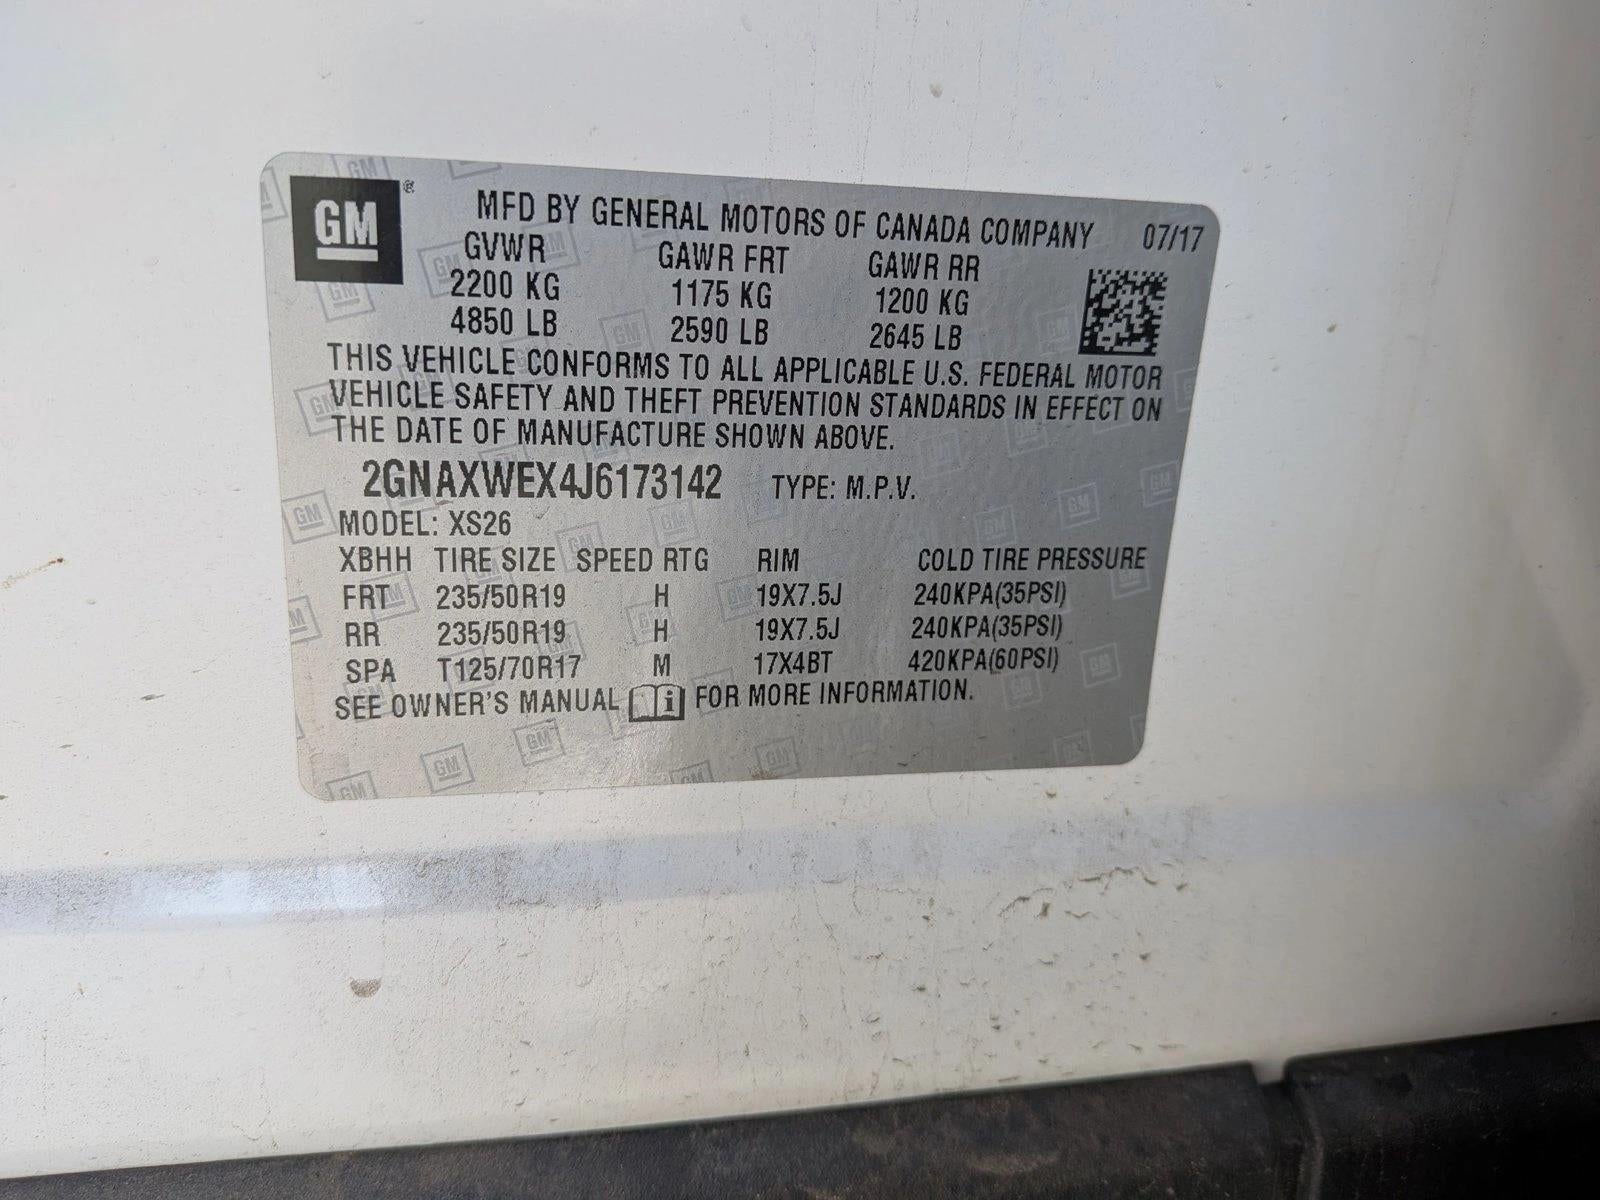 GM ®
MFD BY GENERAL MOTORS OF CANADA COMPANY 07/17
GVWR GAWR FRT GAWR RR
2200 KG 1175 KG 1200 KG
4850 LB 2590 LB 2645 LB
THIS VEHICLE CONFORMS TO ALL APPLICABLE U.S. FEDERAL MOTOR
VEHICLE SAFETY AND THEFT PREVENTION STANDARDS IN EFFECT ON
THE DATE OF MANUFACTURE SHOWN ABOVE.
2GNAXWEX4J6173142 TYPE: M.P.V.
MODEL: XS26
XBHH TIRE SIZE SPEED RTG RIM COLD TIRE PRESSURE
FRT 235/50R19 H 19X7.5J 240KPA(35PSI)
RR 235/50R19 H 19X7.5J 240KPA(35PSI)
SPA T125/70R17 M 17X4BT 420KPA(60PSI)
SEE OWNER'S MANUAL i FOR MORE INFORMATION.